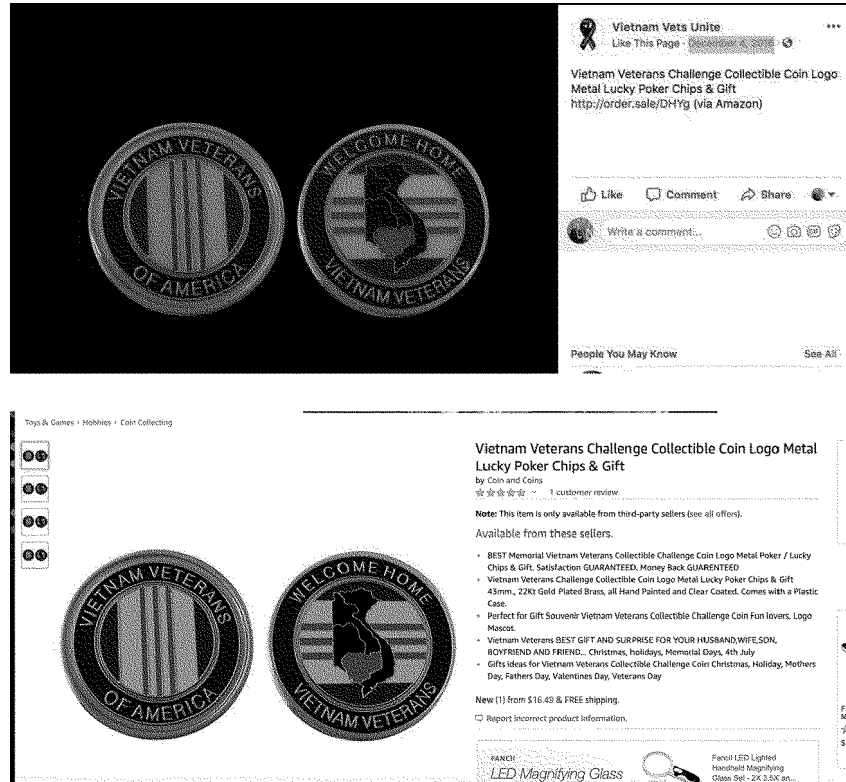 Vietnam Vets Unite
Like This Page · December 4, 2016
Vietnam Veterans Challenge Collectible Coin Logo
Metal Lucky Poker Chips & Gift
http://order.sale/DHYg (via Amazon)
VIETNAM VETERANS
OF AMERICA
WELCOME HOME
VIETNAM VETERANS
Like Comment Share
Write a comment...
GIF
People You May Know See All
Toys & Games › Hobbies › Coin Collecting
Vietnam Veterans Challenge Collectible Coin Logo Metal
Lucky Poker Chips & Gift
by Coin and Coins
1 customer review
Note: This item is only available from third-party sellers (see all offers).
Available from these sellers.
• BEST Memorial Vietnam Veterans Collectible Challenge Coin Logo Metal Poker / Lucky
Chips & Gift. Satisfaction GUARANTEED. Money Back GUARENTEED
• Vietnam Veterans Challenge Collectible Coin Logo Metal Lucky Poker Chips & Gift
43mm., 22Kt Gold Plated Brass, all Hand Painted and Clear Coated. Comes with a Plastic
Case.
• Perfect for Gift Souvenir Vietnam Veterans Collectible Challenge Coin Fun lovers. Logo
Mascot.
• Vietnam Veterans BEST GIFT AND SURPRISE FOR YOUR HUSBAND,WIFE,SON,
BOYFRIEND AND FRIEND... Christmas, holidays, Memorial Days, 4th July
• Gifts ideas for Vietnam Veterans Collectible Challenge Coin Christmas, Holiday, Mothers
Day, Fathers Day, Valentines Day, Veterans Day
New (1) from $16.49 & FREE shipping.
Report incorrect product information.
VIETNAM VETERANS
OF AMERICA
WELCOME HOME
VIETNAM VETERANS
FANCII
LED Magnifying Glass
Fancii LED Lighted
Handheld Magnifying
Glass Set - 2X 3.5X an...